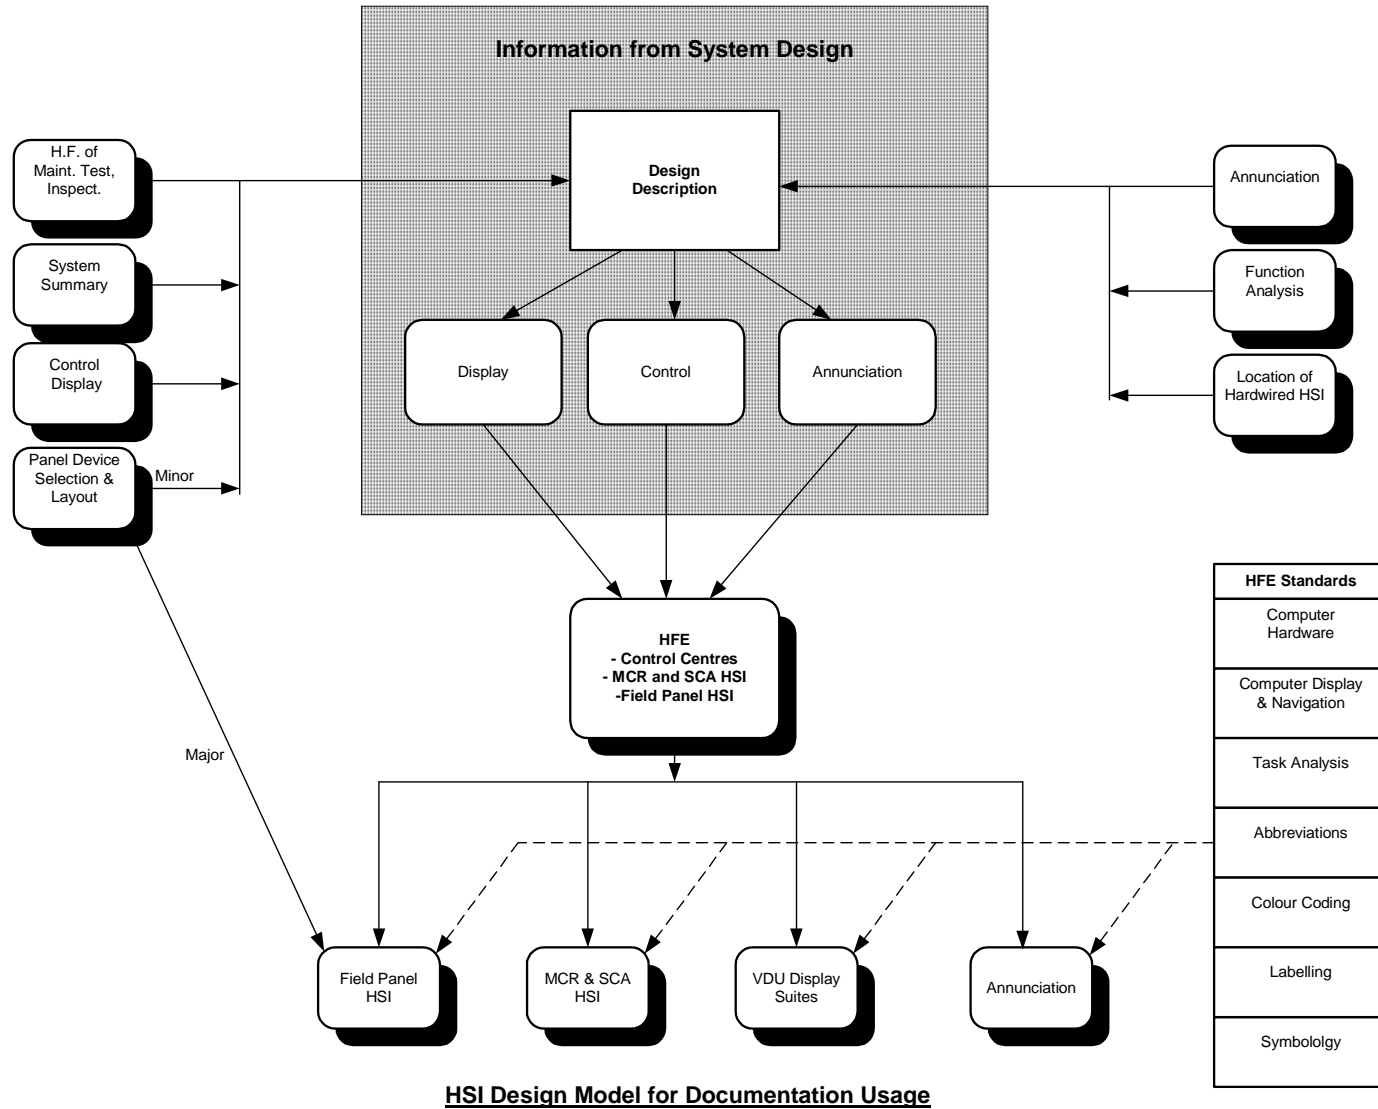 Information from System Design
H.F. of
Maint. Test,
Inspect.
System
Summary
Control
Display
Panel Device
Selection &
Layout
Minor
Major
Design
Description
Display
Control
Annunciation
Annunciation
Function
Analysis
Location of
Hardwired HSI
HFE
- Control Centres
- MCR and SCA HSI
-Field Panel HSI
HFE Standards
Computer
Hardware
Computer Display
& Navigation
Task Analysis
Abbreviations
Colour Coding
Labelling
Symbololgy
Field Panel
HSI
MCR & SCA
HSI
VDU Display
Suites
Annunciation
HSI Design Model for Documentation Usage